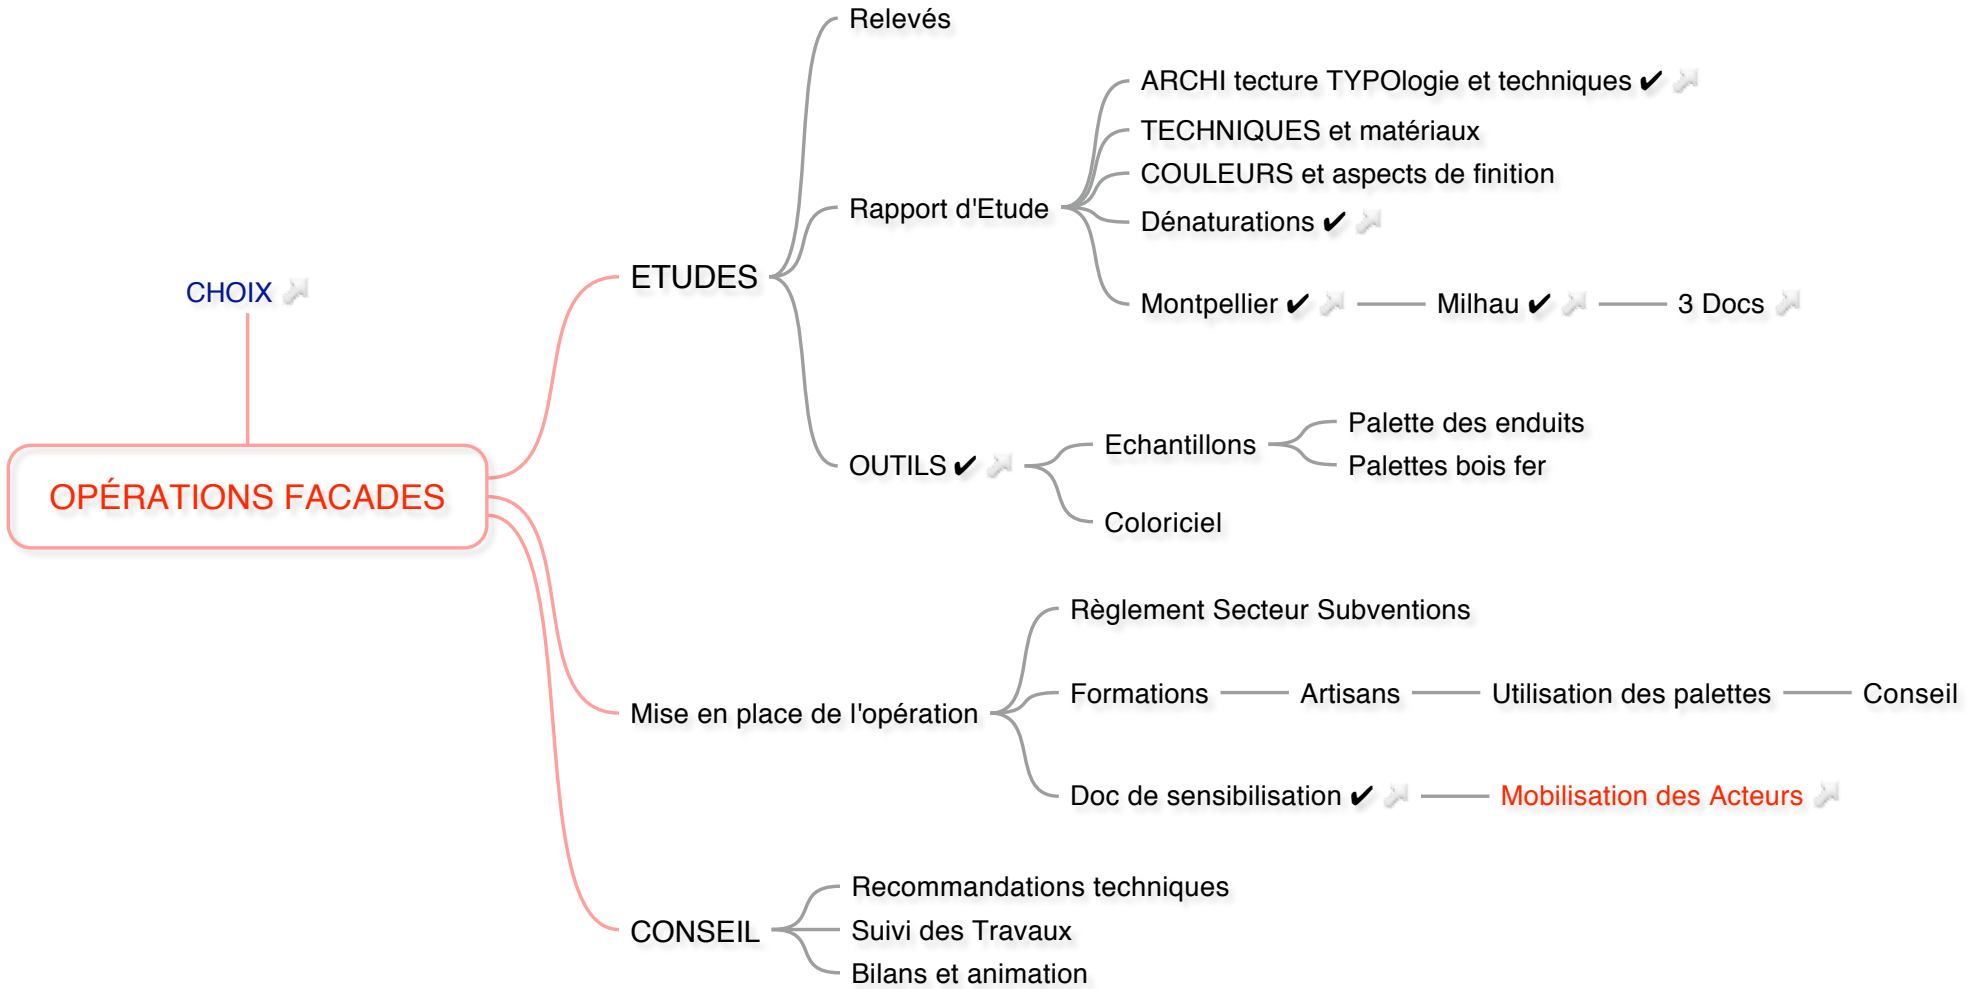 CHOIX
OPÉRATIONS FACADES
ETUDES
Relevés
Rapport d'Etude
ARCHI tecture TYPOlogie et techniques ✔
TECHNIQUES et matériaux
COULEURS et aspects de finition
Dénaturations ✔
Montpellier ✔
Milhau ✔
3 Docs
OUTILS ✔
Echantillons
Palette des enduits
Palettes bois fer
Coloriciel
Mise en place de l'opération
Règlement Secteur Subventions
Formations
Artisans
Utilisation des palettes
Conseil
Doc de sensibilisation ✔
Mobilisation des Acteurs
CONSEIL
Recommandations techniques
Suivi des Travaux
Bilans et animation